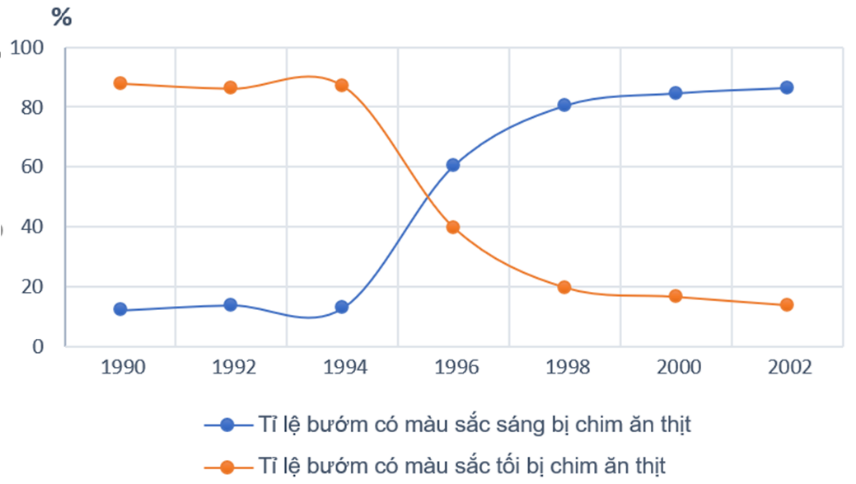 %
100
80
60
40
20
0
1990 1992 1994 1996 1998 2000 2002
Tỉ lệ bướm có màu sắc sáng bị chim ăn thịt
Tỉ lệ bướm có màu sắc tối bị chim ăn thịt